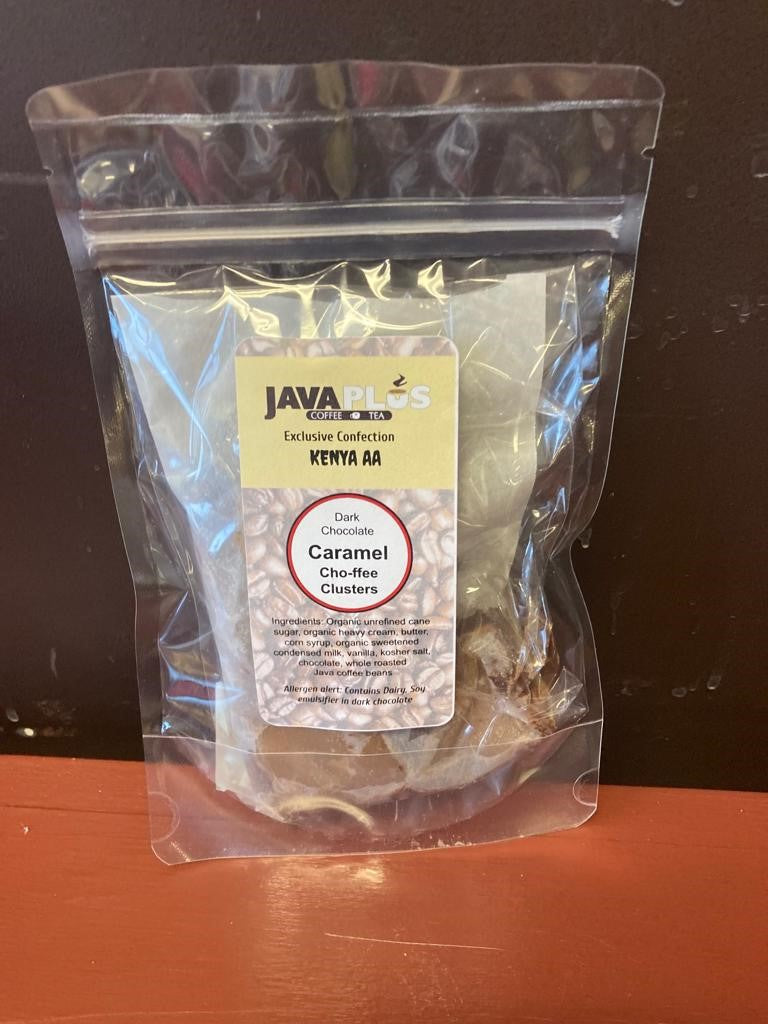 JAVA PLUS
COFFEE TEA
Exclusive Confection
KENYA AA
Dark
Chocolate
Caramel
Cho-ffee
Clusters
Ingredients: Organic unrefined cane
sugar, organic heavy cream, butter,
corn syrup, organic sweetened
condensed milk, vanilla, kosher salt,
chocolate, whole roasted
Java coffee beans
Allergen alert: Contains Dairy, Soy
emulsifier in dark chocolate